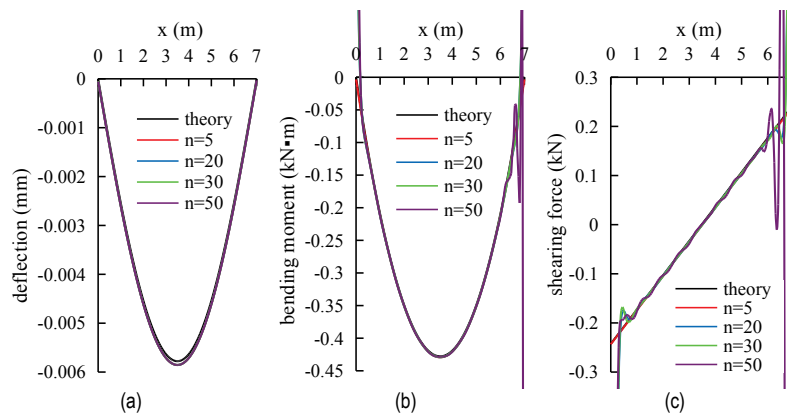 x (m)
0 1 2 3 4 5 6 7
0
-0.001
-0.002
-0.003
-0.004
-0.005
-0.006
deflection (mm)
theory
n=5
n=20
n=30
n=50
(a)
x (m)
0 1 2 3 4 5 6 7
0
-0.05
-0.1
-0.15
-0.2
-0.25
-0.3
-0.35
-0.4
-0.45
bending moment (kN▪m)
theory
n=5
n=20
n=30
n=50
(b)
x (m)
0 1 2 3 4 5 6
0.3
0.2
0.1
0
-0.1
-0.2
-0.3
shearing force (kN)
theory
n=5
n=20
n=30
n=50
(c)